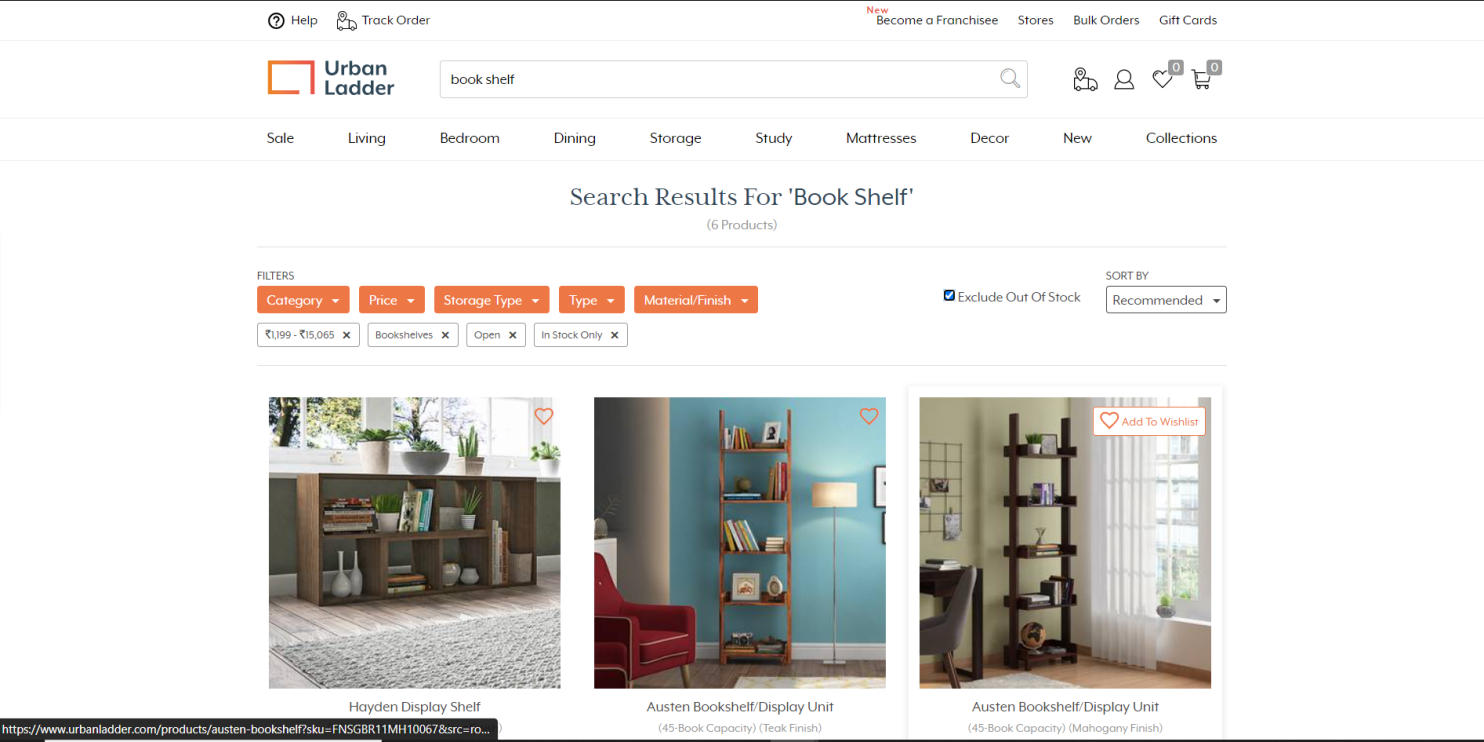 Help Track Order New Become a Franchisee Stores Bulk Orders Gift Cards
Urban
Ladder
book shelf
0 0
Sale Living Bedroom Dining Storage Study Mattresses Decor New Collections
Search Results For 'Book Shelf'
(6 Products)
FILTERS
SORT BY
Category Price Storage Type Type Material/Finish Exclude Out Of Stock Recommended
₹1,199 - ₹15,065 Bookshelves Open In Stock Only
Add To Wishlist
Hayden Display Shelf Austen Bookshelf/Display Unit Austen Bookshelf/Display Unit
(45-Book Capacity) (Teak Finish) (45-Book Capacity) (Mahogany Finish)
https://www.urbanladder.com/products/austen-bookshelf?sku=FNSGBR11MH10067&src=ro...